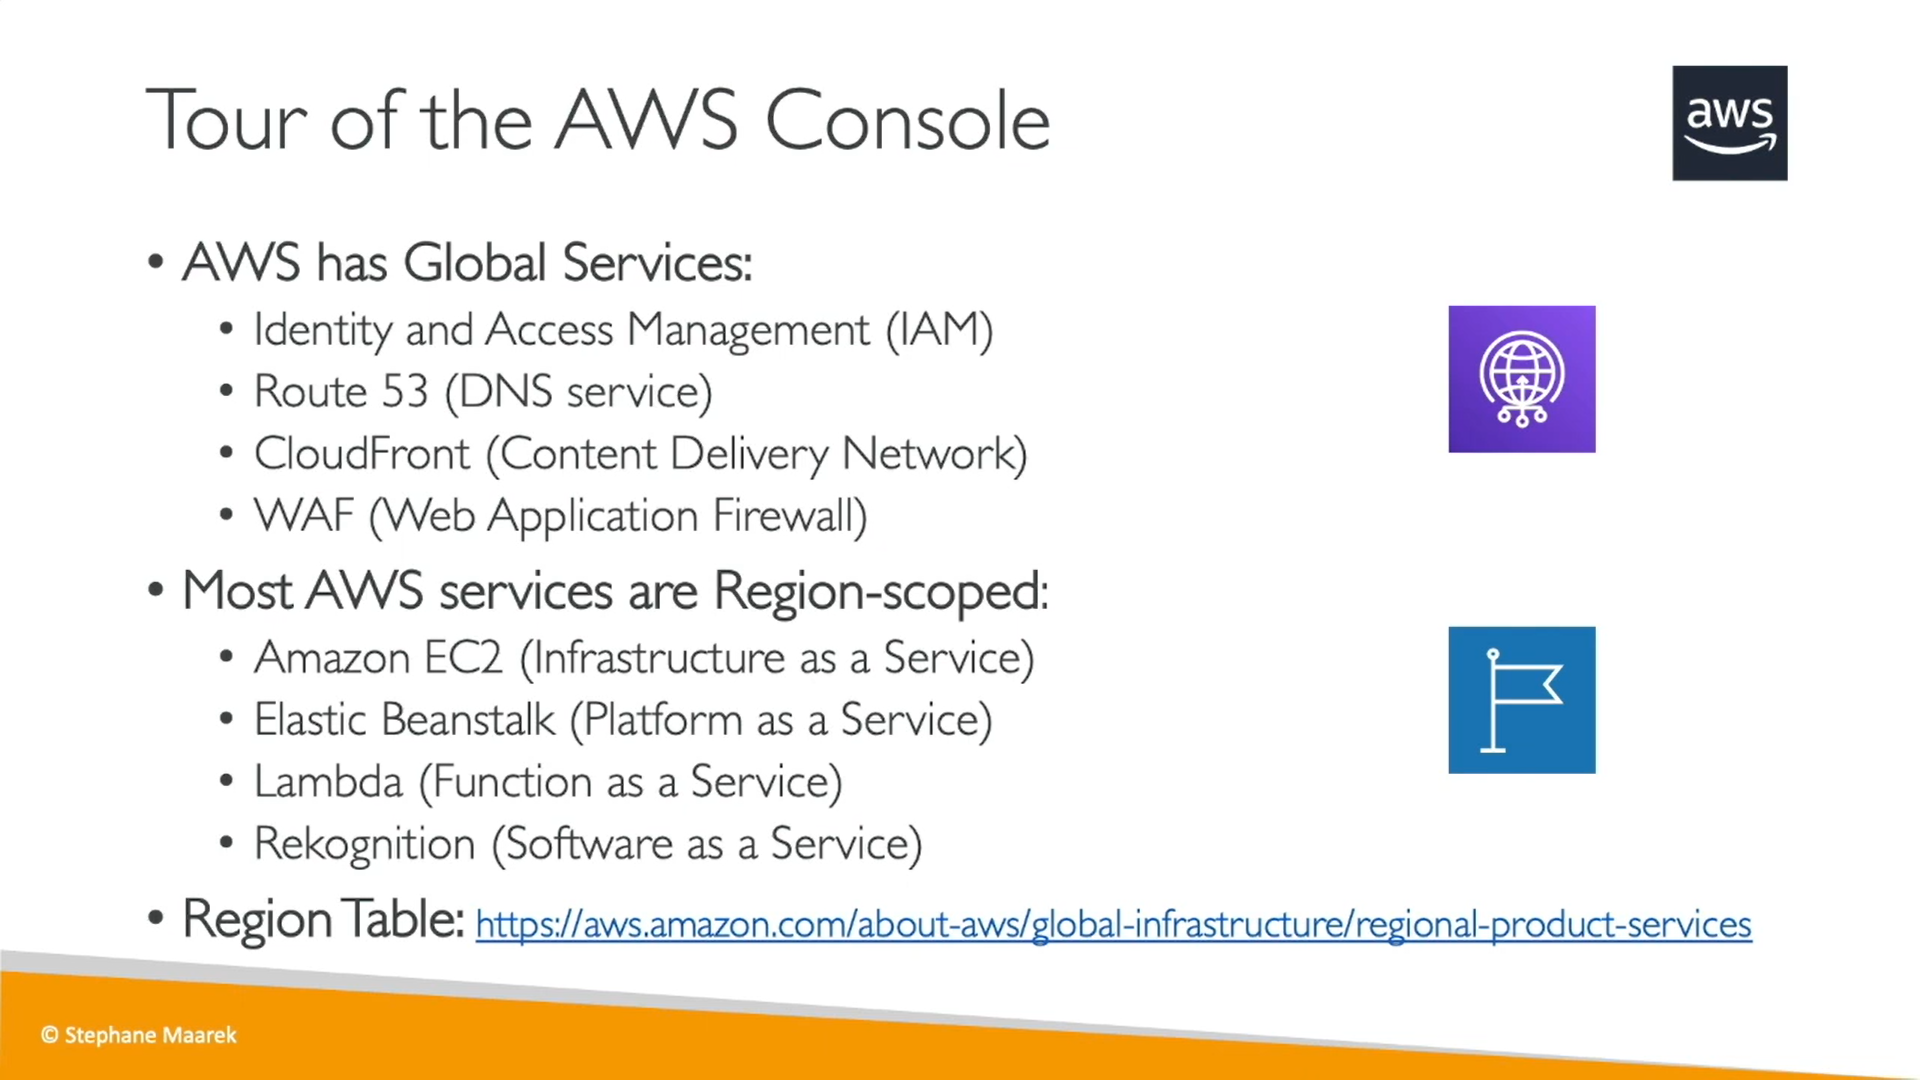 Tour of the AWS Console
aws
• AWS has Global Services:
• Identity and Access Management (IAM)
• Route 53 (DNS service)
• CloudFront (Content Delivery Network)
• WAF (Web Application Firewall)
• Most AWS services are Region-scoped:
• Amazon EC2 (Infrastructure as a Service)
• Elastic Beanstalk (Platform as a Service)
• Lambda (Function as a Service)
• Rekognition (Software as a Service)
• Region Table: https://aws.amazon.com/about-aws/global-infrastructure/regional-product-services
© Stephane Maarek